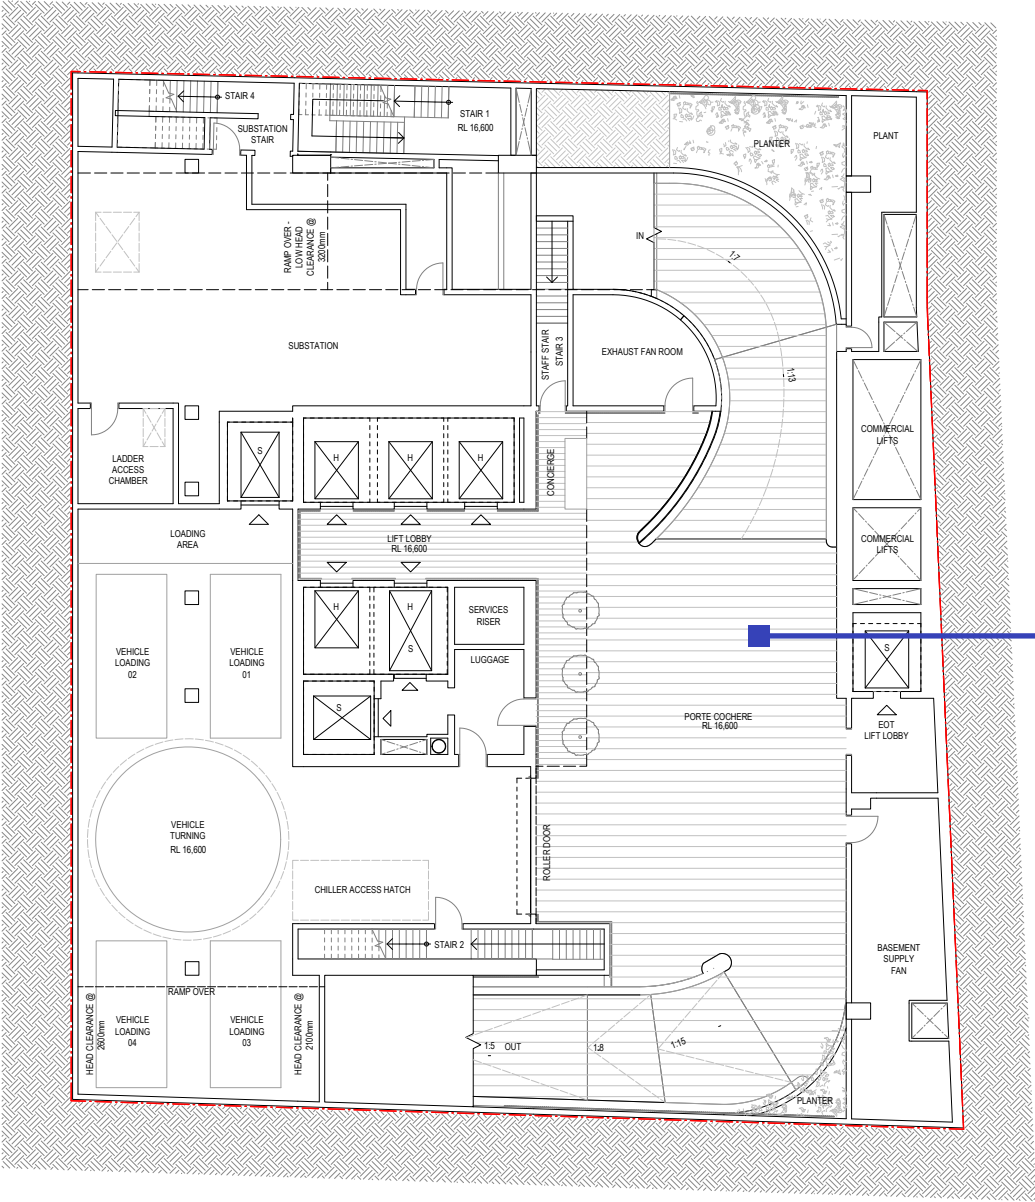 STAIR 4
STAIR 1
RL 16,600
SUBSTATION
STAIR
PLANTER
PLANT
RAMP OVER -
LOW HEAD
CLEARANCE @
3200mm
IN
1:7
SUBSTATION
STAFF STAIR
STAIR 3
EXHAUST FAN ROOM
1:13
COMMERCIAL
LIFTS
LADDER
ACCESS
CHAMBER
S
H
H
H
CONCIERGE
LOADING
AREA
LIFT LOBBY
RL 16,600
COMMERCIAL
LIFTS
H
H
S
SERVICES
RISER
VEHICLE
LOADING
02
VEHICLE
LOADING
01
LUGGAGE
S
S
PORTE COCHERE
RL 16,600
EOT
LIFT LOBBY
VEHICLE
TURNING
RL 16,600
ROLLER DOOR
CHILLER ACCESS HATCH
STAIR 2
BASEMENT
SUPPLY
FAN
RAMP OVER
HEAD CLEARANCE @
2600mm
VEHICLE
LOADING
04
VEHICLE
LOADING
03
HEAD CLEARANCE @
2100mm
1:5
OUT
1:8
1:15
PLANTER